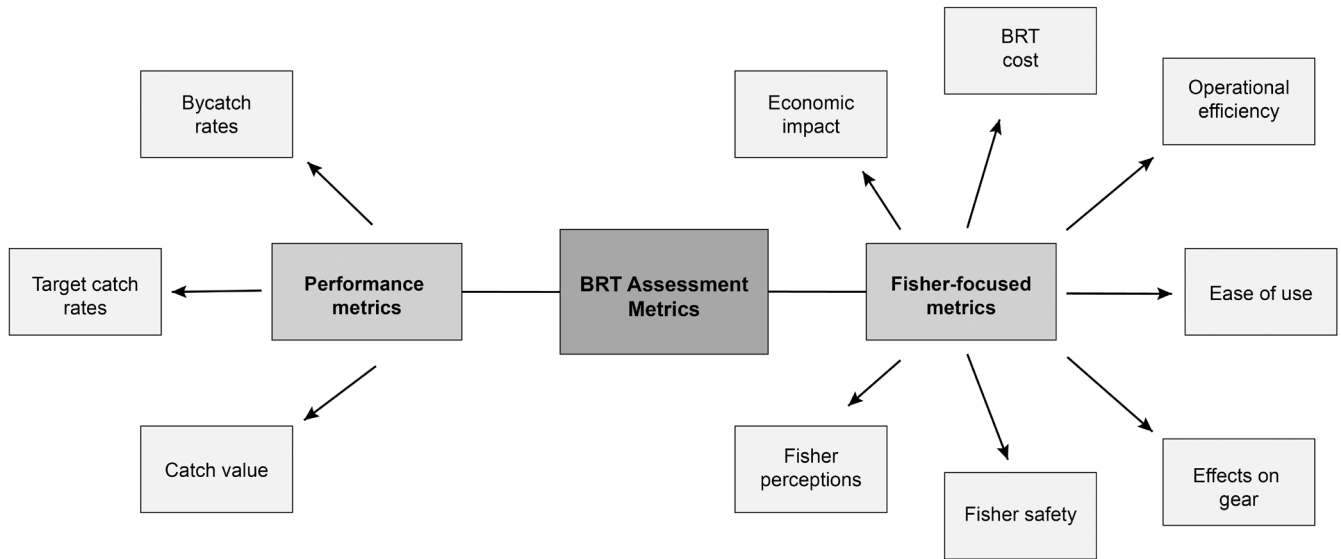 BRT
cost
Bycatch
rates
Economic
impact
Operational
efficiency
Target catch
rates
Performance
metrics
BRT Assessment
Metrics
Fisher-focused
metrics
Ease of use
Catch value
Fisher
perceptions
Fisher safety
Effects on
gear